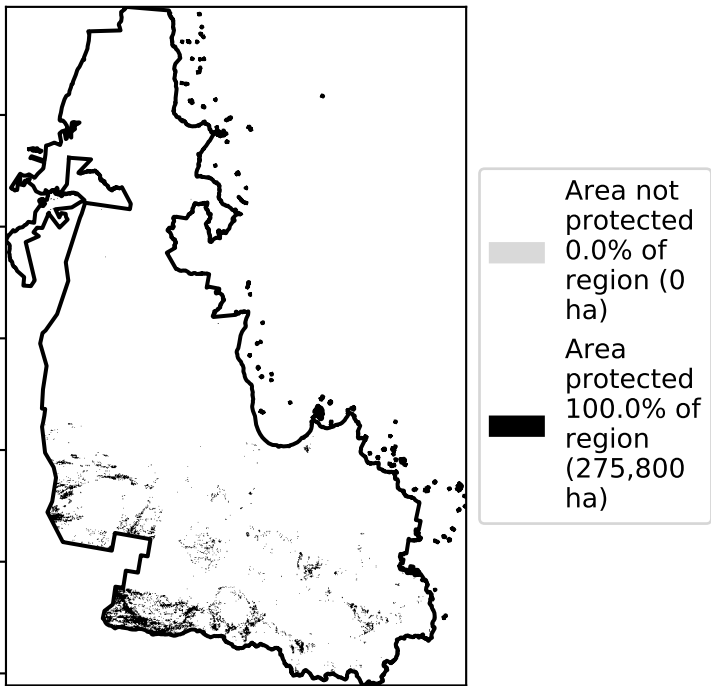 Area not
protected
0.0% of
region (0
ha)
Area
protected
100.0% of
region
(275,800
ha)